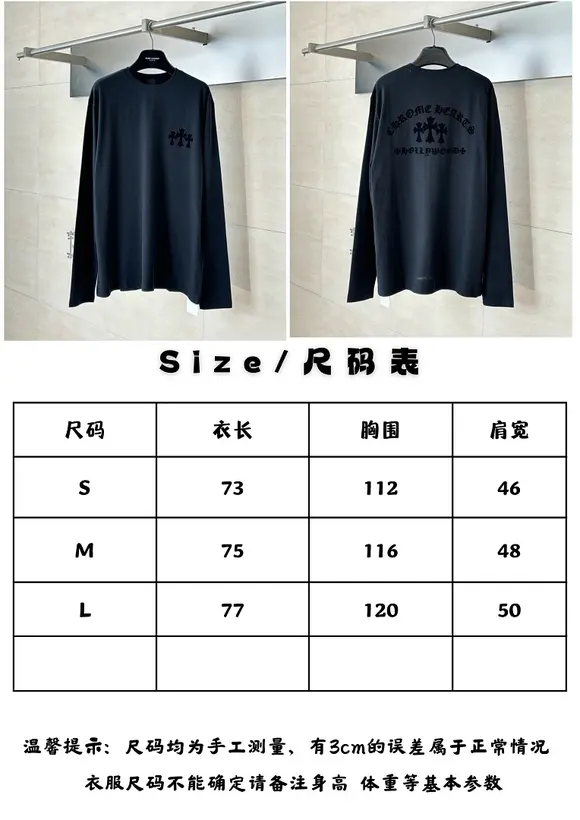 CHROME HEARTS
HOLLYWOOD
Size/尺码表
尺码 衣长 胸围 肩宽
S 73 112 46
M 75 116 48
L 77 120 50
温馨提示：尺码均为手工测量、有3cm的误差属于正常情况
衣服尺码不能确定请备注身高 体重等基本参数